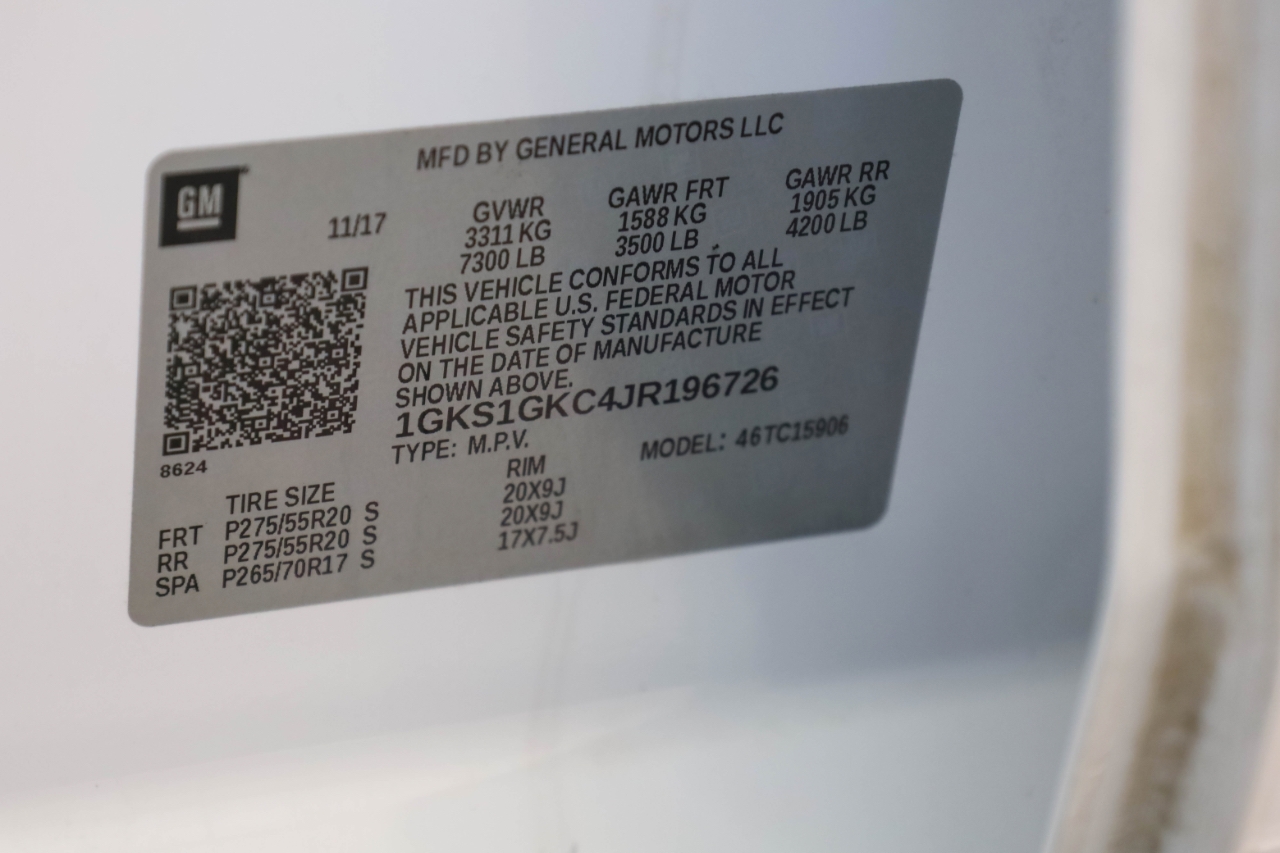 MFD BY GENERAL MOTORS LLC
GM
11/17
GVWR
3311 KG
7300 LB
GAWR FRT
1588 KG
3500 LB
GAWR RR
1905 KG
4200 LB
THIS VEHICLE CONFORMS TO ALL
APPLICABLE U.S. FEDERAL MOTOR
VEHICLE SAFETY STANDARDS IN EFFECT
ON THE DATE OF MANUFACTURE
SHOWN ABOVE.
1GKS1GKC4JR196726
TYPE: M.P.V.
MODEL: 46TC15906
8624
TIRE SIZE RIM
FRT P275/55R20 S 20X9J
RR P275/55R20 S 20X9J
SPA P265/70R17 S 17X7.5J